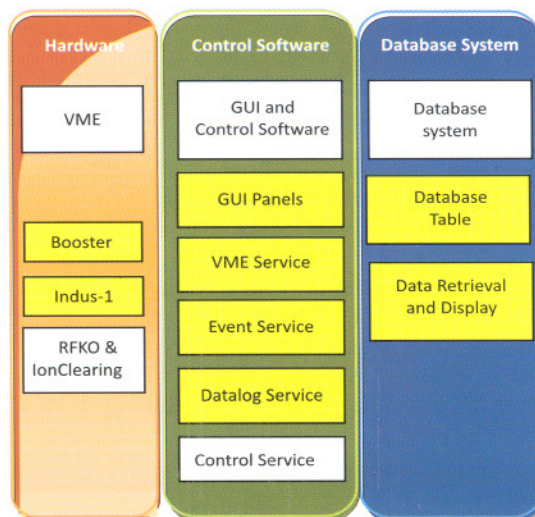 Hardware
VME
Booster
Indus-1
RFKO &
IonClearing
Control Software
GUI and
Control Software
GUI Panels
VME Service
Event Service
Datalog Service
Control Service
Database System
Database
system
Database
Table
Data Retrieval
and Display